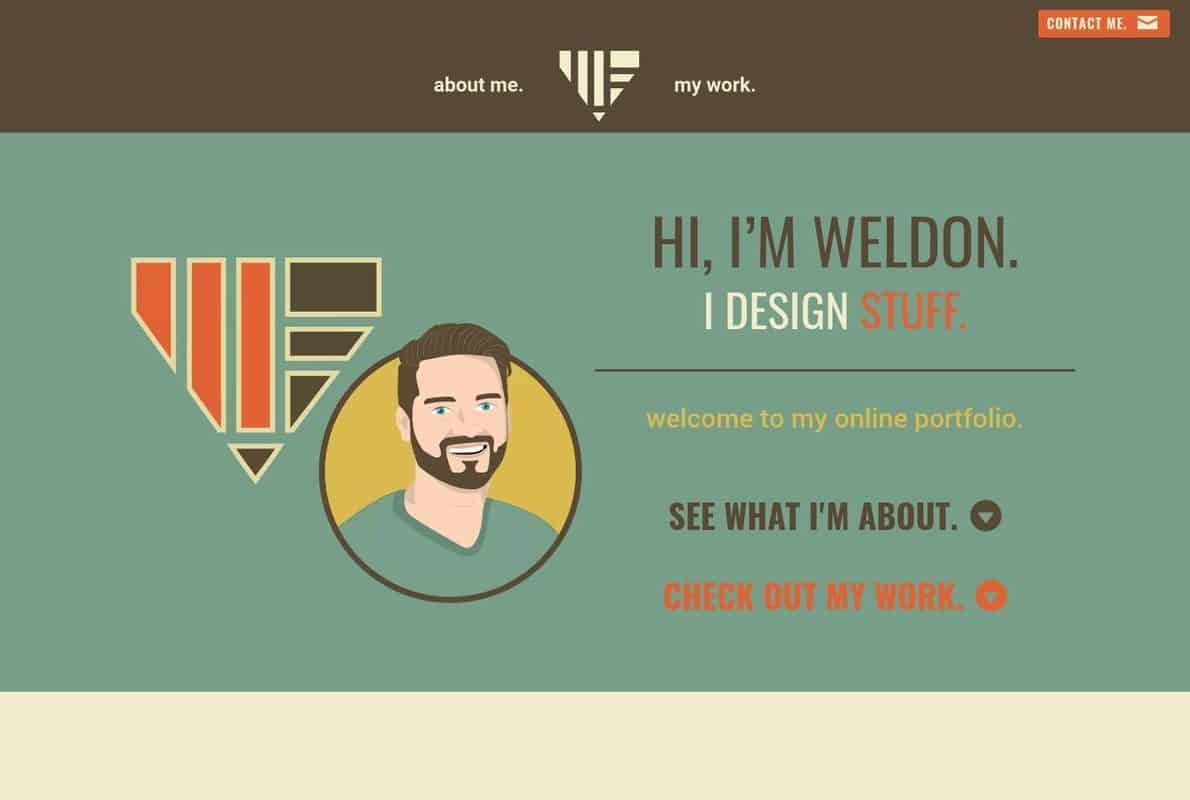 CONTACT ME.
about me.
my work.
HI, I’M WELDON.
I DESIGN STUFF.
welcome to my online portfolio.
SEE WHAT I'M ABOUT.
CHECK OUT MY WORK.